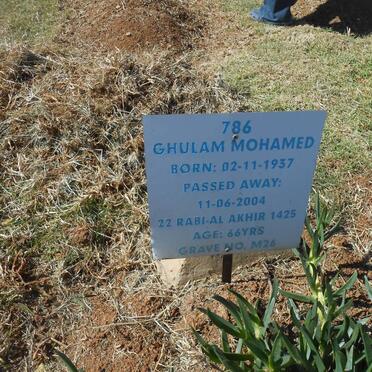 786
GHULAM MOHAMED
BORN: 02-11-1937
PASSED AWAY:
11-06-2004
22 RABI-AL AKHIR 1425
AGE: 66YRS
GRAVE NO. M26